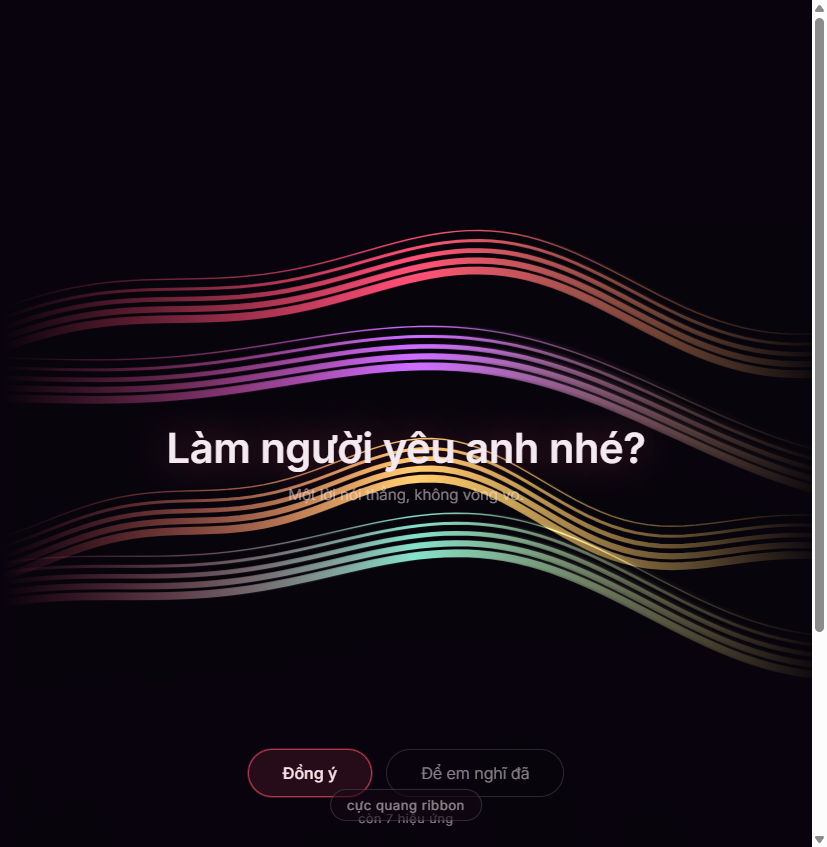 Làm người yêu anh nhé?
Một lời nói thẳng, không vòng vo.
Đồng ý
Để em nghĩ đã
cực quang ribbon
còn 7 hiệu ứng